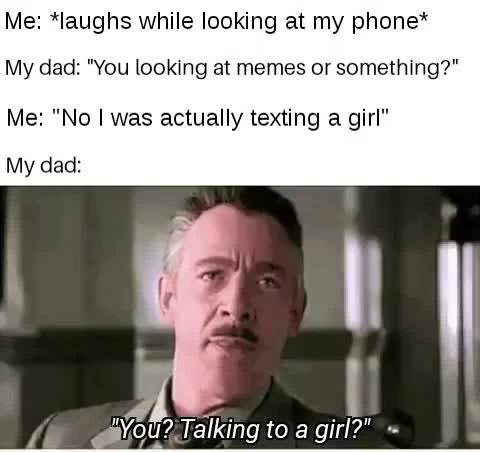 Me: *laughs while looking at my phone*
My dad: "You looking at memes or something?"
Me: "No I was actually texting a girl"
My dad:
"You? Talking to a girl?"